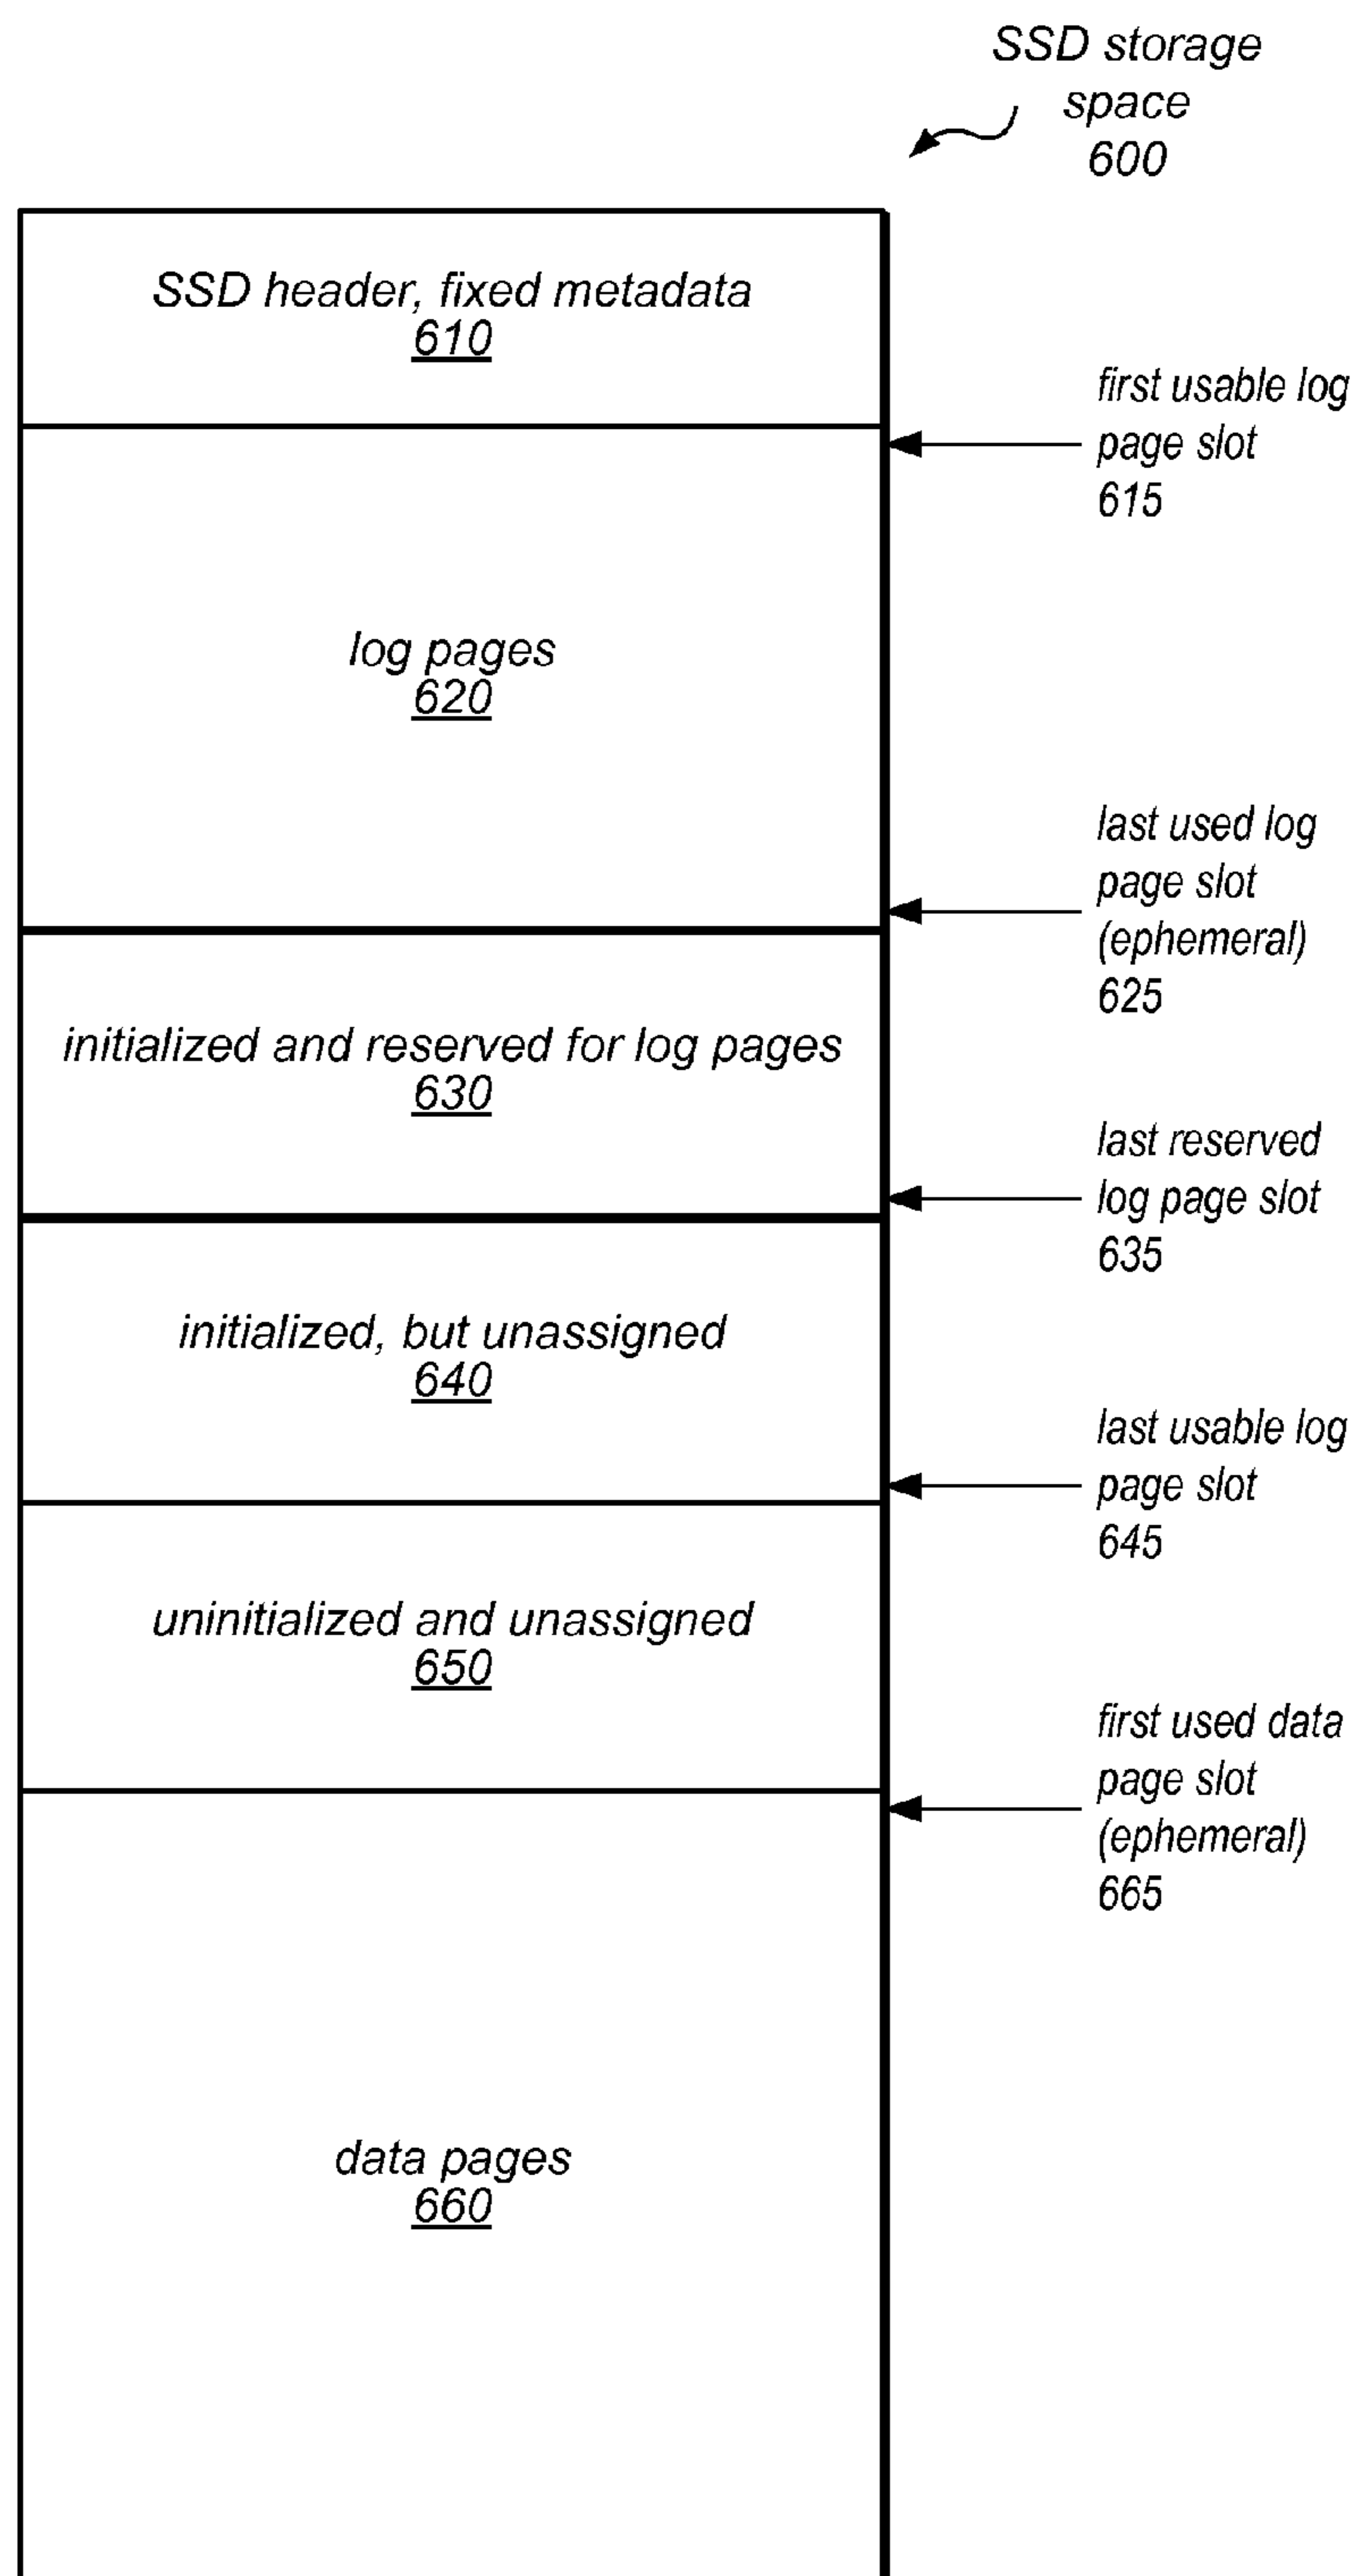 SSD storage
space
600
SSD header, fixed metadata
610
first usable log
page slot
615
log pages
620
last used log
page slot
(ephemeral)
625
initialized and reserved for log pages
630
last reserved
log page slot
635
initialized, but unassigned
640
last usable log
page slot
645
uninitialized and unassigned
650
first used data
page slot
(ephemeral)
665
data pages
660